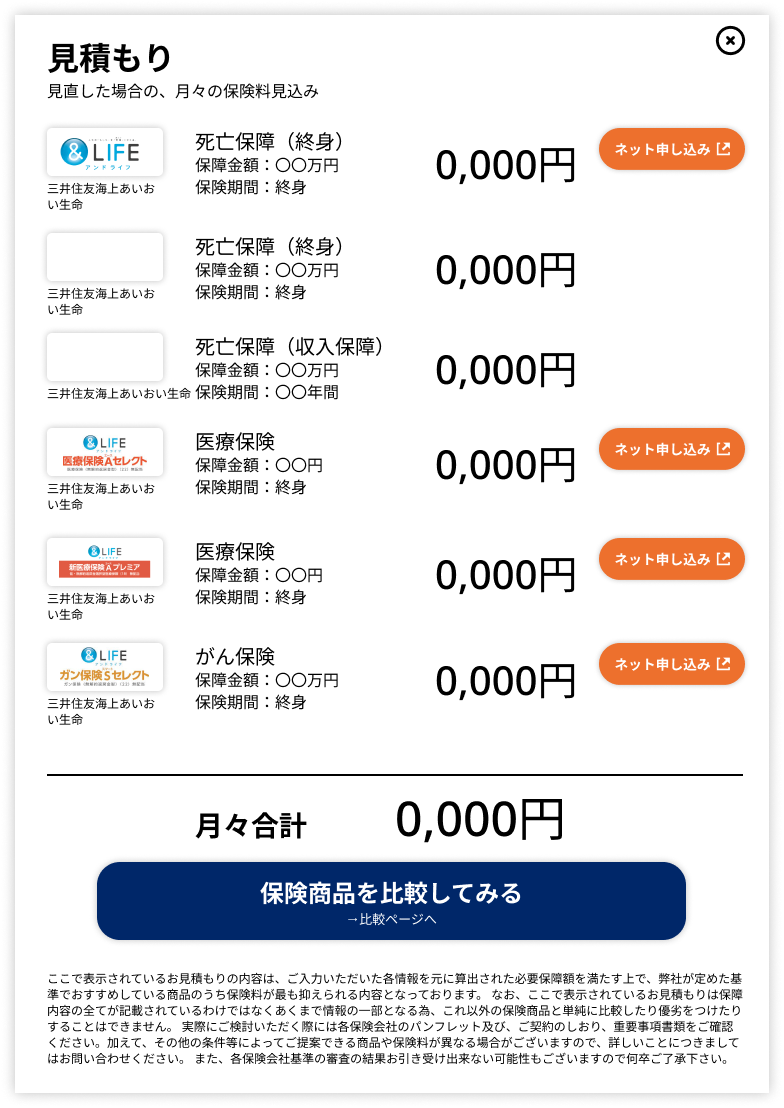 見積もり
見直した場合の、月々の保険料見込み
&LIFE
アンドライフ
三井住友海上あいお
い生命
死亡保障（終身）
保障金額：〇〇万円
保険期間：終身
0,000円
ネット申し込み
三井住友海上あいお
い生命
死亡保障（終身）
保障金額：〇〇万円
保険期間：終身
0,000円
三井住友海上あいおい生命
死亡保障（収入保障）
保障金額：〇〇万円
保険期間：〇〇年間
0,000円
&LIFE
アンドライフ
医療保険Aセレクト
三井住友海上あいお
い生命
医療保険
保障金額：〇〇円
保険期間：終身
0,000円
ネット申し込み
&LIFE
新医療保険Aプレミア
三井住友海上あいお
い生命
医療保険
保障金額：〇〇円
保険期間：終身
0,000円
ネット申し込み
&LIFE
アンドライフ
ガン保険Sセレクト
三井住友海上あいお
い生命
がん保険
保障金額：〇〇万円
保険期間：終身
0,000円
ネット申し込み
月々合計
0,000円
保険商品を比較してみる
→比較ページへ
ここで表示されているお見積もりの内容は、ご入力いただいた各情報を元に算出された必要保障額を満たす上で、弊社が定めた基
準でおすすめしている商品のうち保険料が最も抑えられる内容となっております。 なお、ここで表示されているお見積もりは保障
内容の全てが記載されているわけではなくあくまで情報の一部となる為、これ以外の保険商品と単純に比較したり優劣をつけたり
することはできません。 実際にご検討いただく際には各保険会社のパンフレット及び、ご契約のしおり、重要事項書類をご確認
ください。加えて、その他の条件等によってご提案できる商品や保険料が異なる場合がございますので、詳しいことにつきまして
はお問い合わせください。 また、各保険会社基準の審査の結果お引き受け出来ない可能性もございますので何卒ご了承下さい。